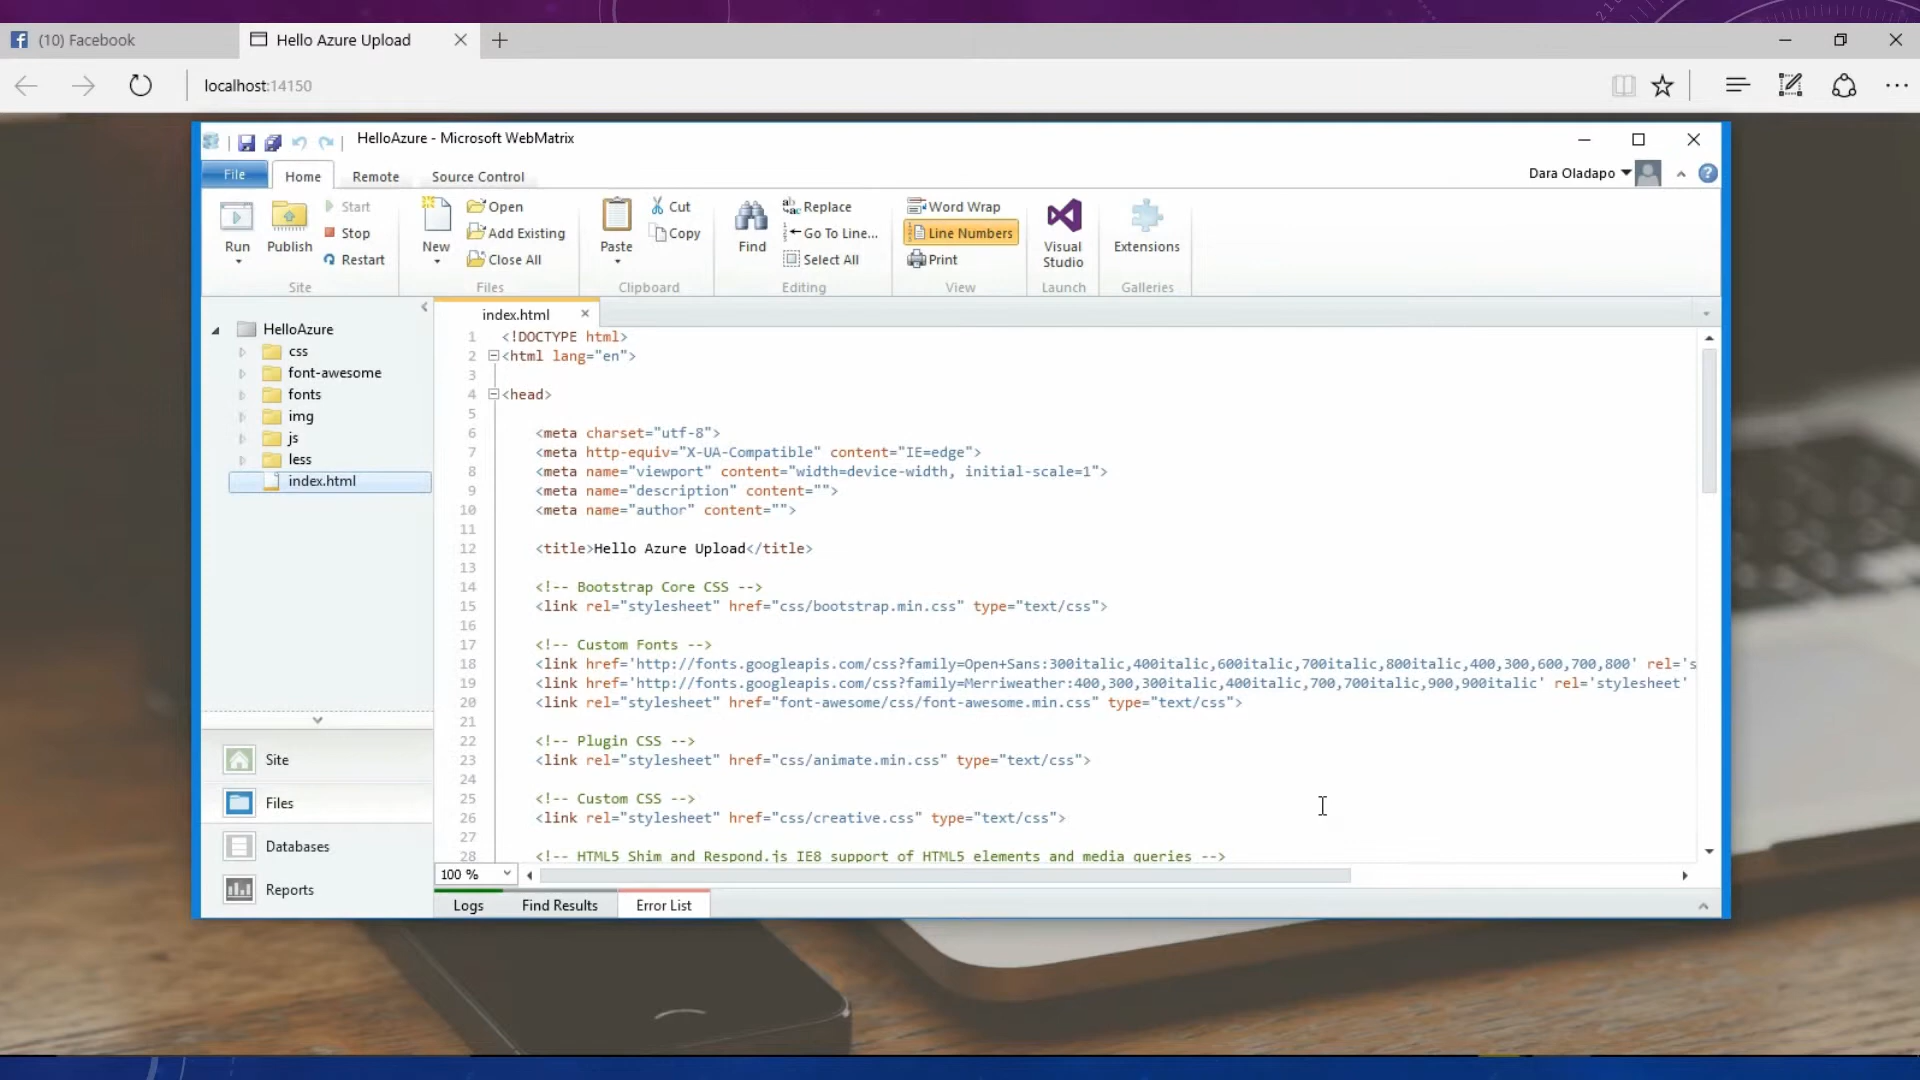 (10) Facebook
Hello Azure Upload
localhost:14150
HelloAzure - Microsoft WebMatrix
File
Home
Remote
Source Control
Dara Oladapo
Run
Publish
Start
Stop
Restart
Site
New
Open
Add Existing
Close All
Files
Paste
Cut
Copy
Clipboard
Find
Replace
Go To Line...
Select All
Editing
Word Wrap
Line Numbers
Print
View
Visual
Studio
Launch
Extensions
Galleries
HelloAzure
css
font-awesome
fonts
img
js
less
index.html
Site
Files
Databases
Reports
index.html
1 <!DOCTYPE html>
2 <html lang="en">
3
4 <head>
5
6 <meta charset="utf-8">
7 <meta http-equiv="X-UA-Compatible" content="IE=edge">
8 <meta name="viewport" content="width=device-width, initial-scale=1">
9 <meta name="description" content="">
10 <meta name="author" content="">
11
12 <title>Hello Azure Upload</title>
13
14 <!-- Bootstrap Core CSS -->
15 <link rel="stylesheet" href="css/bootstrap.min.css" type="text/css">
16
17 <!-- Custom Fonts -->
18 <link href='http://fonts.googleapis.com/css?family=Open+Sans:300italic,400italic,600italic,700italic,800italic,400,300,600,700,800' rel='s
19 <link href='http://fonts.googleapis.com/css?family=Merriweather:400,300,300italic,400italic,700,700italic,900,900italic' rel='stylesheet'
20 <link rel="stylesheet" href="font-awesome/css/font-awesome.min.css" type="text/css">
21
22 <!-- Plugin CSS -->
23 <link rel="stylesheet" href="css/animate.min.css" type="text/css">
24
25 <!-- Custom CSS -->
26 <link rel="stylesheet" href="css/creative.css" type="text/css">
27
28 <!-- HTML5 Shim and Respond.js IE8 support of HTML5 elements and media queries -->
100 %
Logs
Find Results
Error List